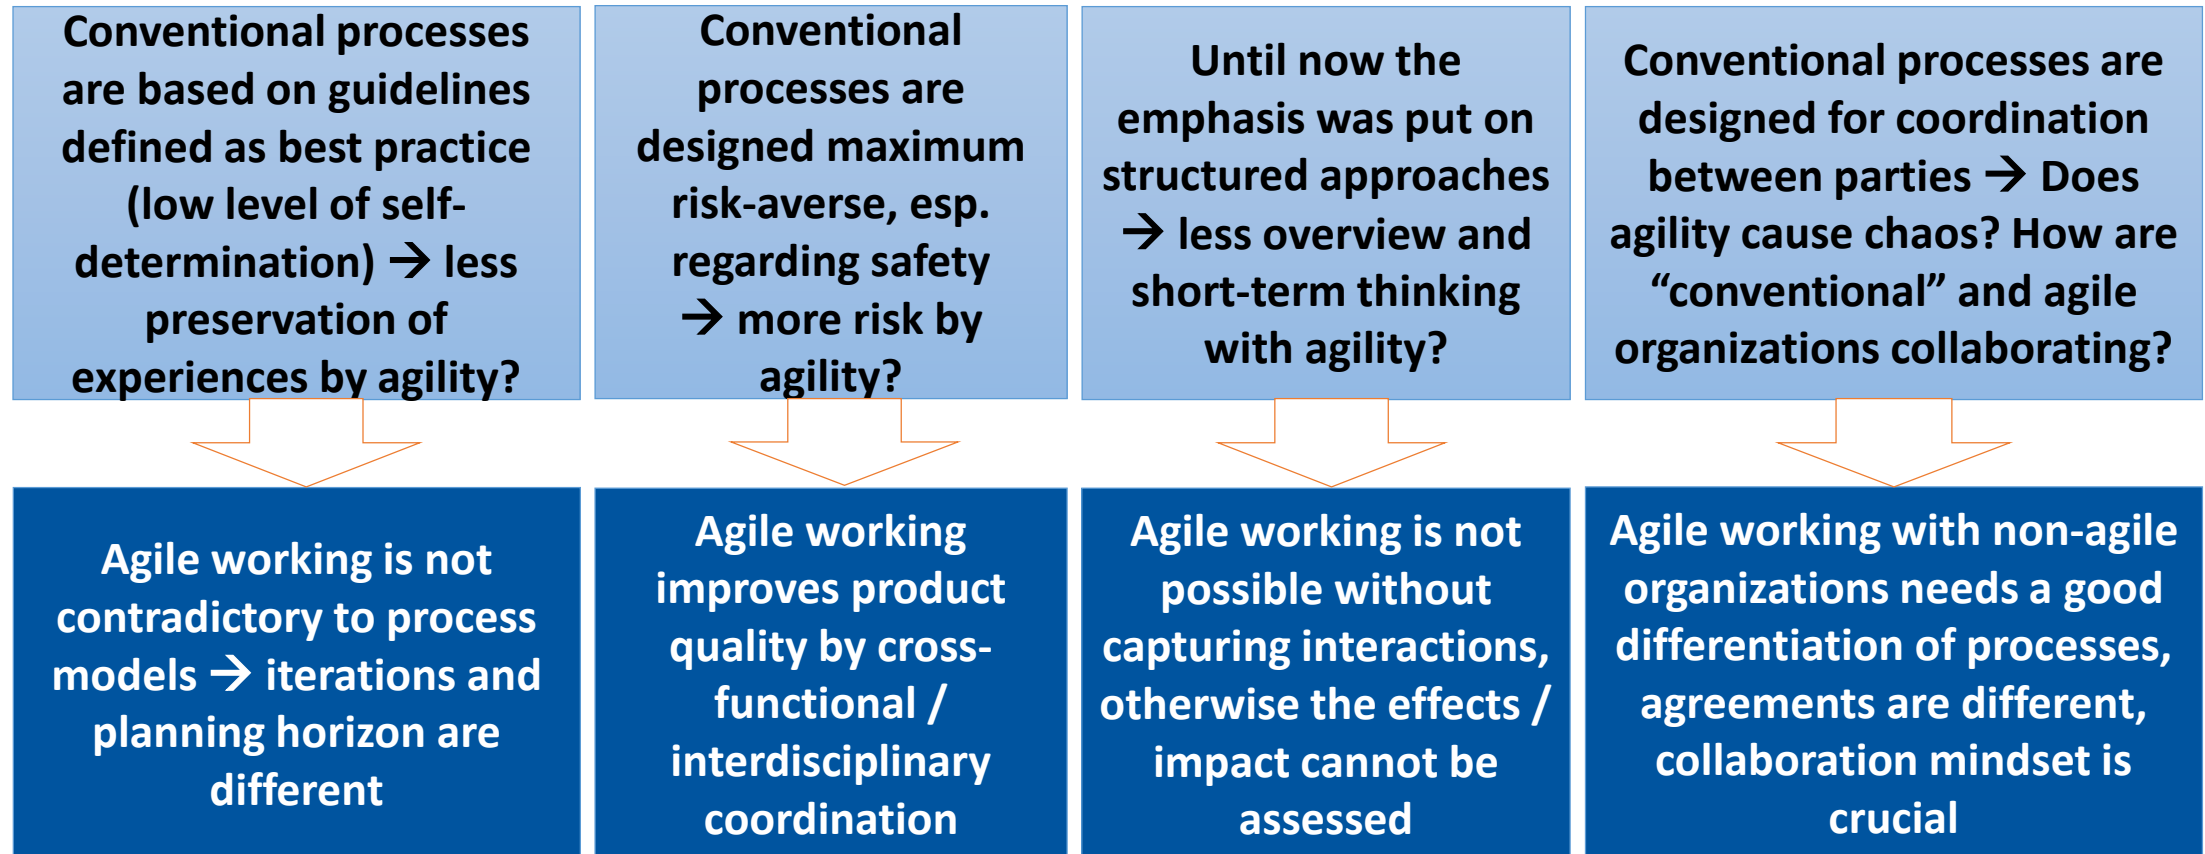 Conventional processes
are based on guidelines
defined as best practice
(low level of self-
determination) → less
preservation of
experiences by agility?
Conventional
processes are
designed maximum
risk-averse, esp.
regarding safety
→ more risk by
agility?
Until now the
emphasis was put on
structured approaches
→ less overview and
short-term thinking
with agility?
Conventional processes are
designed for coordination
between parties → Does
agility cause chaos? How are
“conventional” and agile
organizations collaborating?
Agile working is not
contradictory to process
models → iterations and
planning horizon are
different
Agile working
improves product
quality by cross-
functional /
interdisciplinary
coordination
Agile working is not
possible without
capturing interactions,
otherwise the effects /
impact cannot be
assessed
Agile working with non-agile
organizations needs a good
differentiation of processes,
agreements are different,
collaboration mindset is
crucial